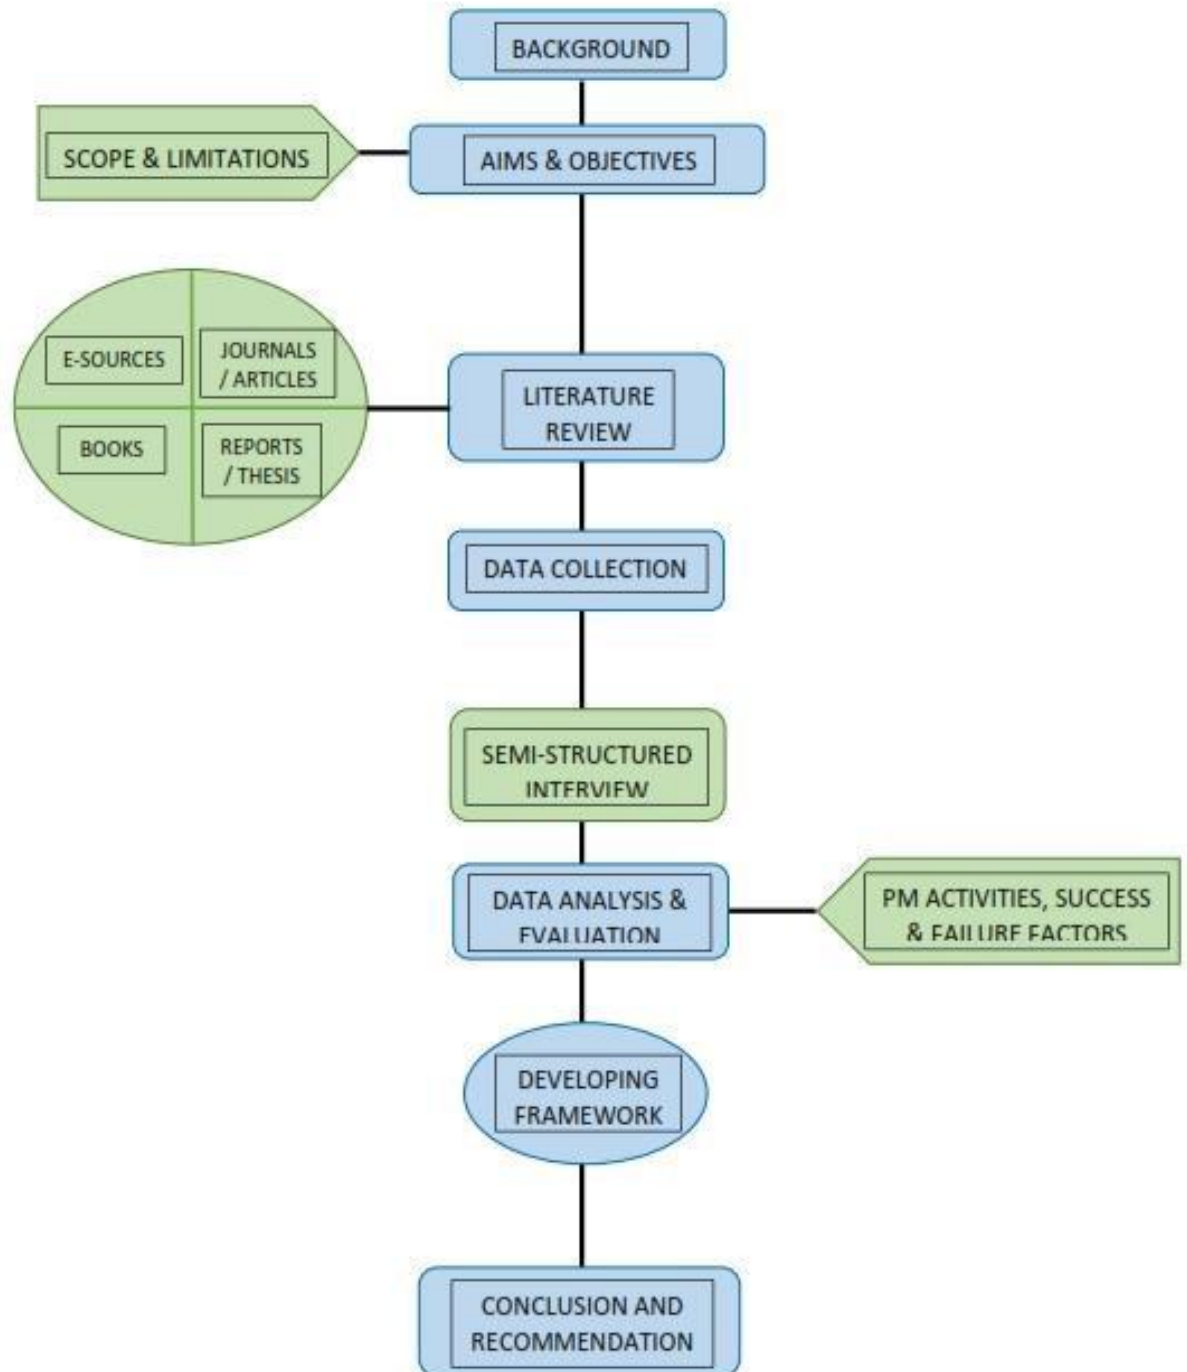 BACKGROUND
SCOPE & LIMITATIONS
AIMS & OBJECTIVES
E-SOURCES
JOURNALS
/ ARTICLES
BOOKS
REPORTS
/ THESIS
LITERATURE
REVIEW
DATA COLLECTION
SEMI-STRUCTURED
INTERVIEW
DATA ANALYSIS &
EVALUATION
PM ACTIVITIES, SUCCESS
& FAILURE FACTORS
DEVELOPING
FRAMEWORK
CONCLUSION AND
RECOMMENDATION